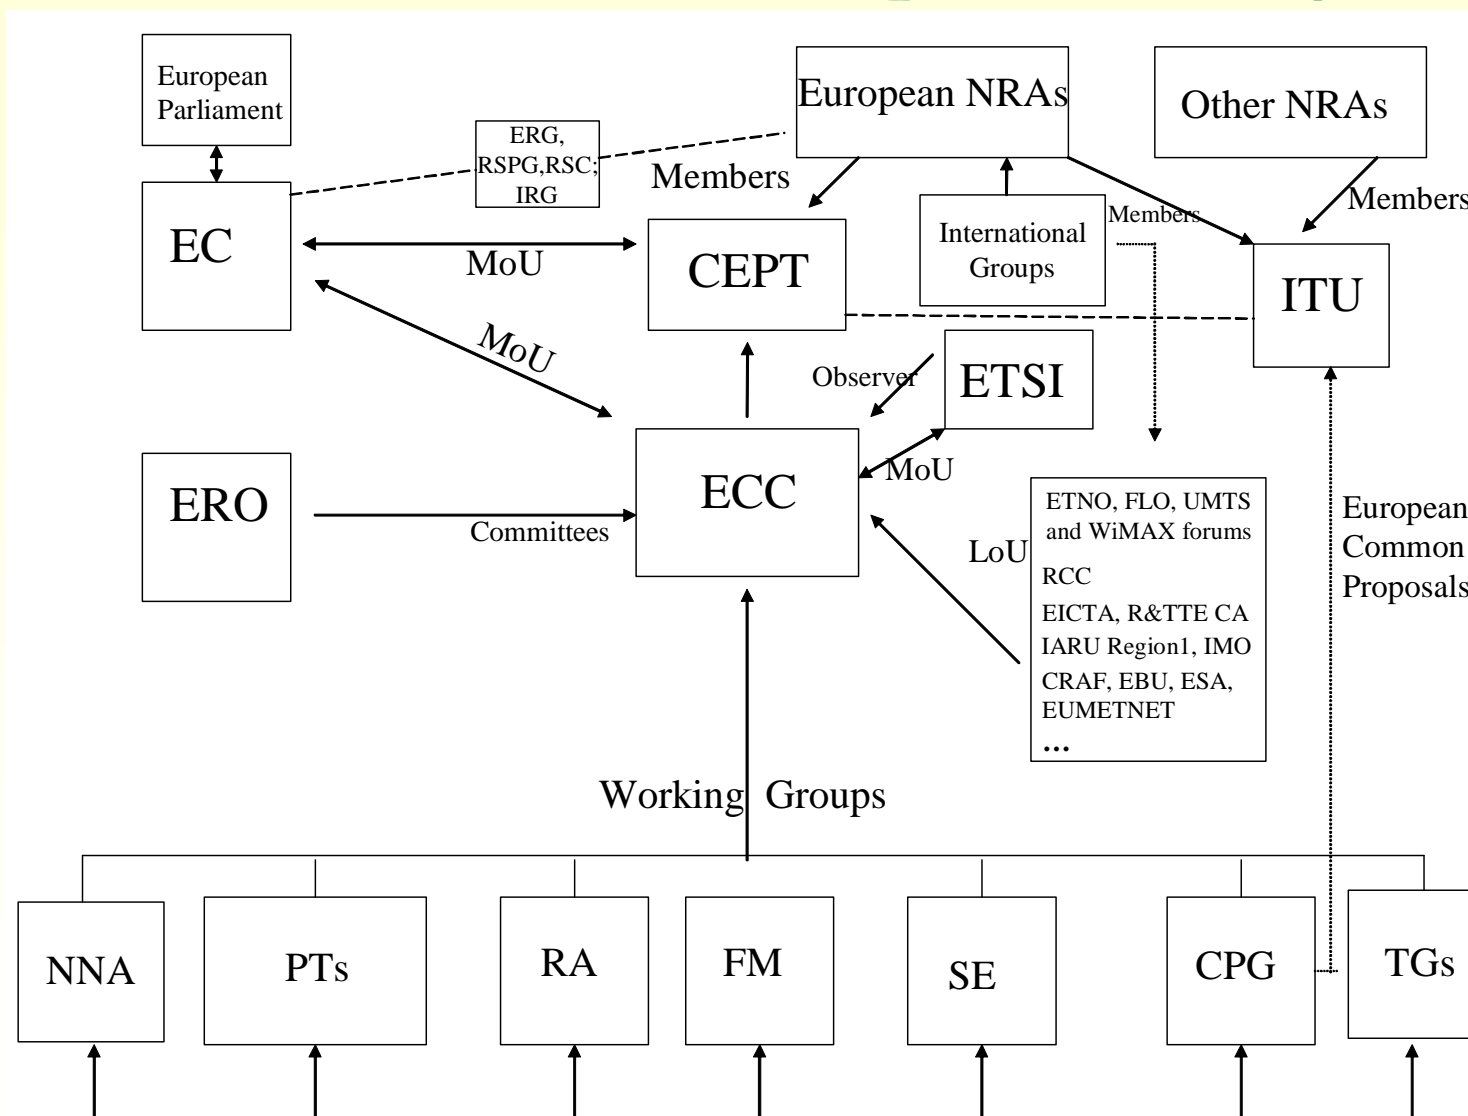 European
Parliament
European NRAs
Other NRAs
ERG,
RSPG,RSC;
IRG
Members
Members
Members
EC
MoU
CEPT
International
Groups
ITU
MoU
Observer
ETSI
ERO
Committees
ECC
MoU
LoU
ETNO, FLO, UMTS
and WiMAX forums
RCC
EICTA, R&TTE CA
IARU Region1, IMO
CRAF, EBU, ESA,
EUMETNET
...
European
Common
Proposals
Working Groups
NNA
PTs
RA
FM
SE
CPG
TGs